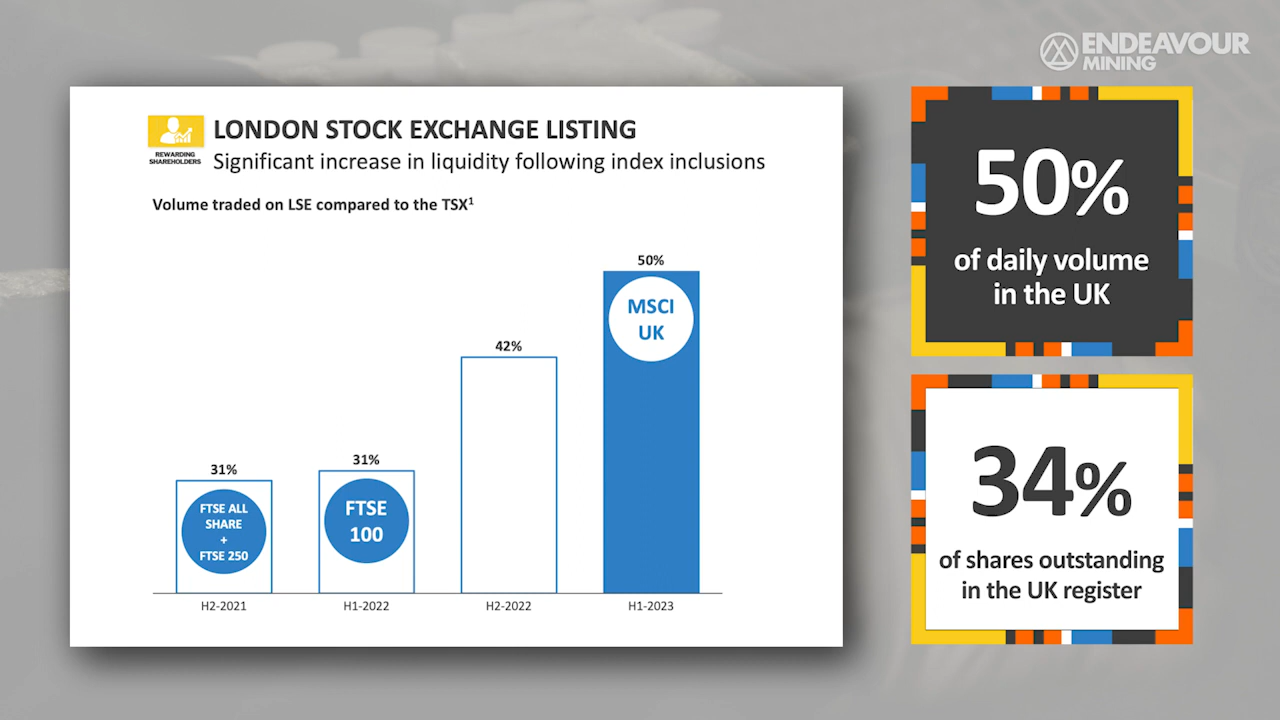 ENDEAVOUR
MINING
REWARDING
SHAREHOLDERS
LONDON STOCK EXCHANGE LISTING
Significant increase in liquidity following index inclusions
Volume traded on LSE compared to the TSX¹
31%
FTSE ALL
SHARE
+
FTSE 250
H2-2021
31%
FTSE
100
H1-2022
42%
H2-2022
50%
MSCI
UK
H1-2023
50%
of daily volume
in the UK
34%
of shares outstanding
in the UK register